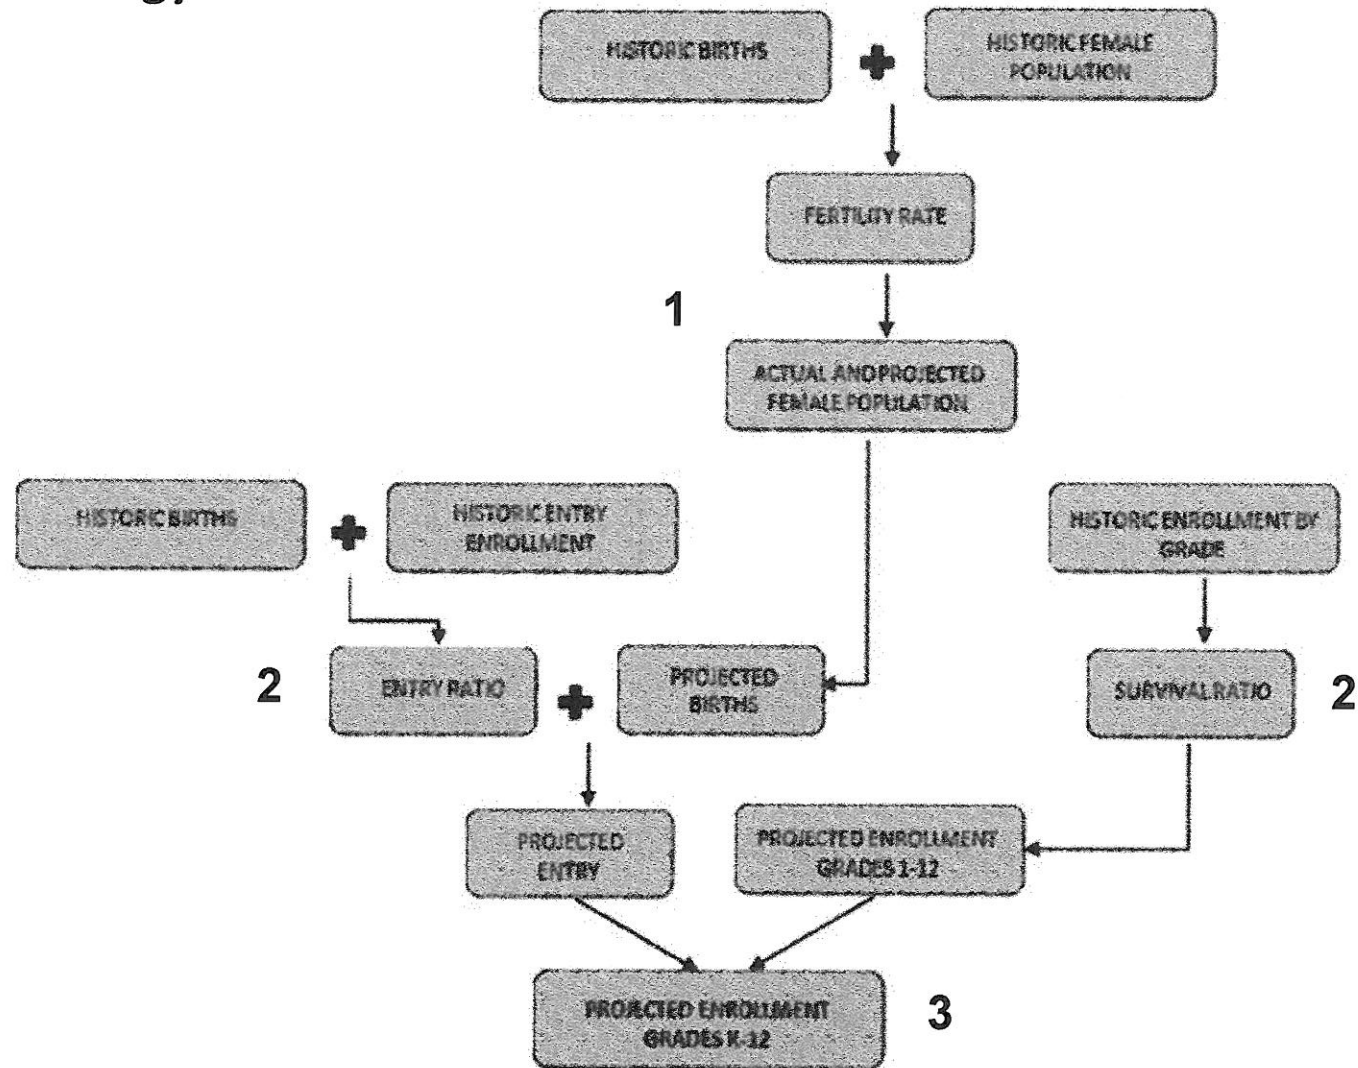 gy
HISTORIC BIRTHS
HISTORIC FEMALE
POPULATION
FERTILITY RATE
1
ACTUAL AND PROJECTED
FEMALE POPULATION
HISTORIC BIRTHS
HISTORIC ENTRY
ENROLLMENT
HISTORIC ENROLLMENT BY
GRADE
2
ENTRY RATIO
PROJECTED
BIRTHS
SURVIVAL RATIO
2
PROJECTED
ENTRY
PROJECTED ENROLLMENT
GRADES 1-12
PROJECTED ENROLLMENT
GRADES K-12
3